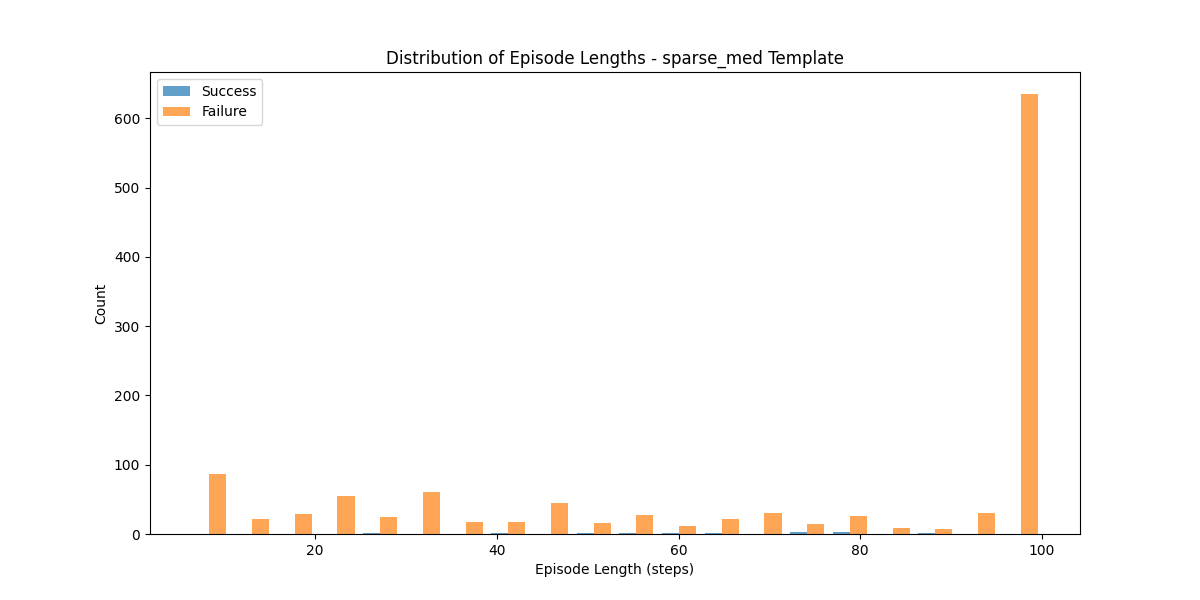 Distribution of Episode Lengths - sparse_med Template
Success
Failure
600
500
400
300
200
100
0
Count
20
40
60
80
100
Episode Length (steps)